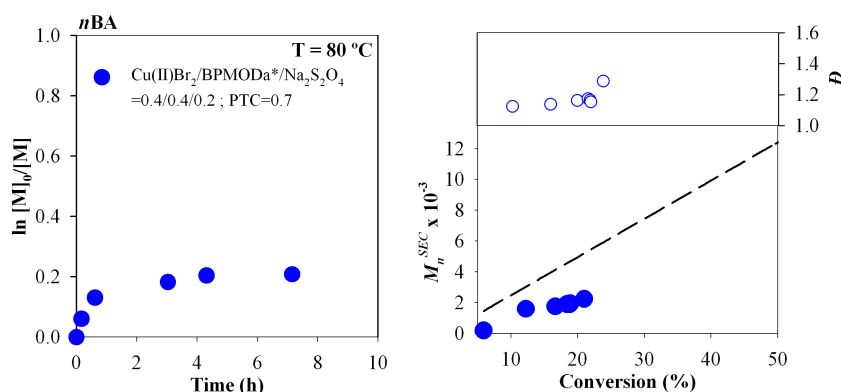 nBA
T = 80 ºC
Cu(II)Br₂/BPMODa*/Na₂S₂O₄
=0.4/0.4/0.2 ; PTC=0.7
ln [M]₀/[M]
1.0
0.8
0.6
0.4
0.2
0.0
0 2 4 6 8 10
Time (h)
1.6
1.4
1.2
1.0
Đ
Mₙ^SEC x 10⁻³
12
10
8
6
4
2
0
10 20 30 40 50
Conversion (%)